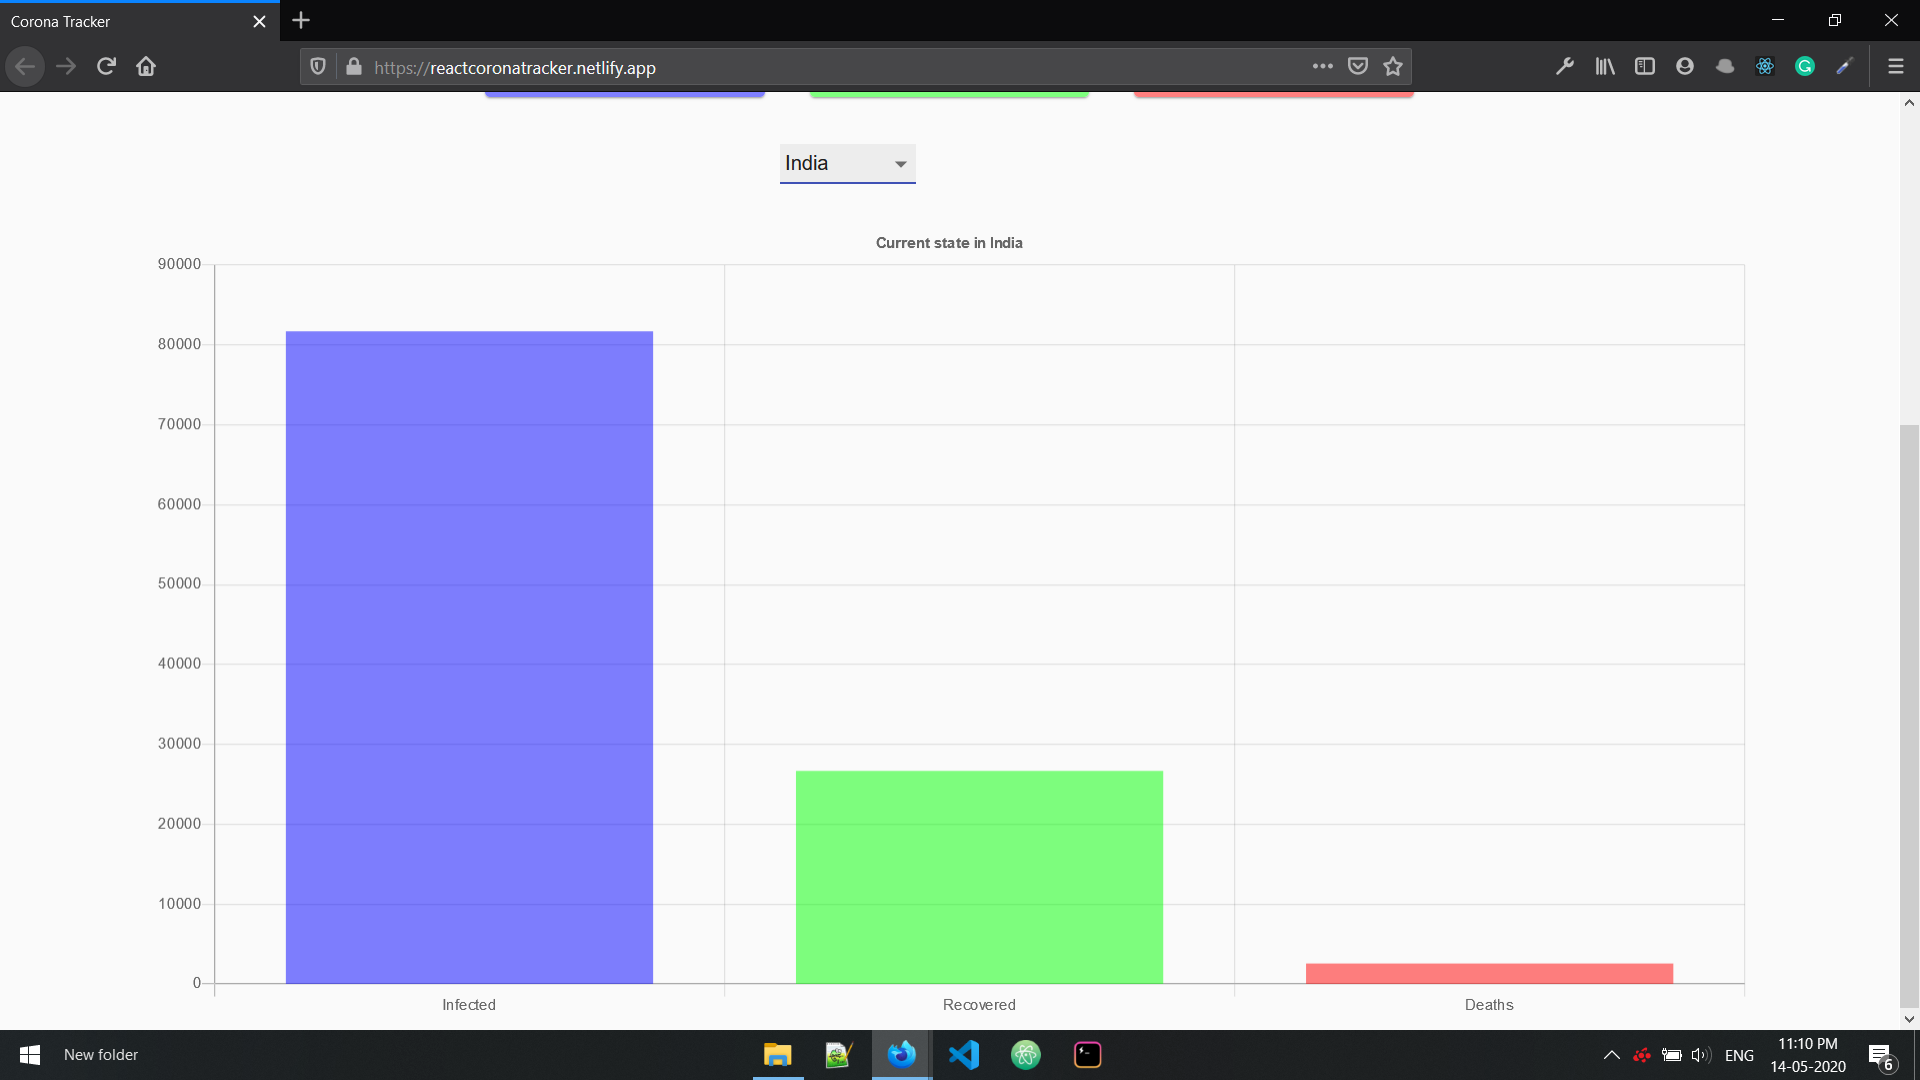 Corona Tracker
https://reactcoronatracker.netlify.app
India
Current state in India
90000
80000
70000
60000
50000
40000
30000
20000
10000
0
Infected Recovered Deaths
New folder
ENG
11:10 PM
14-05-2020
6